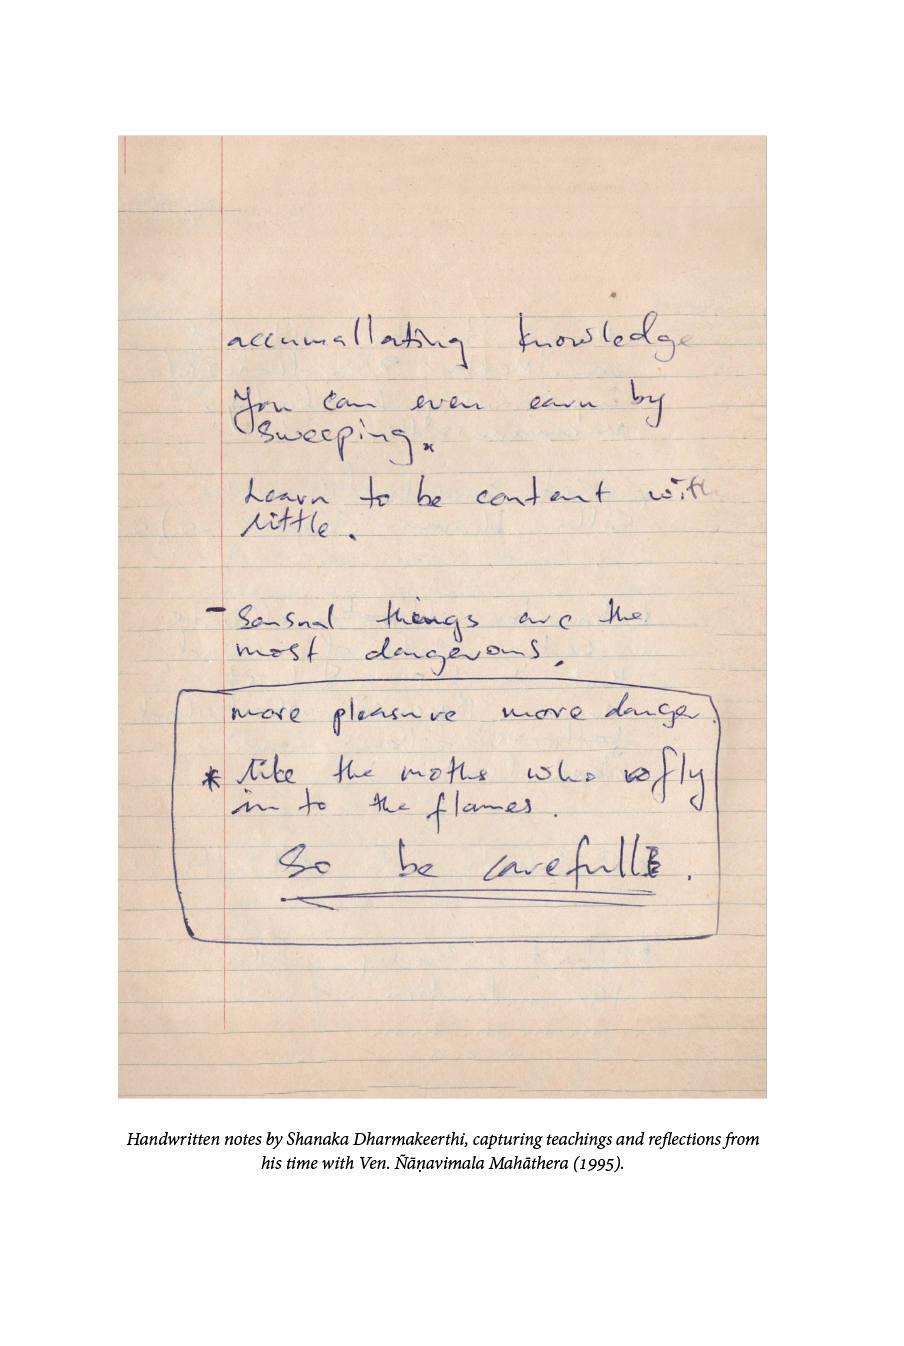 accumallating knowledge
You can even earn by
sweeping.
Learn to be content with
little.
- Sensual things are the
most dangerous.
more pleasure more danger.
* like the moths who fly
in to the flames.
So be carefull.
Handwritten notes by Shanaka Dharmakeerthi, capturing teachings and reflections from
his time with Ven. Ñāṇavimala Mahāthera (1995).